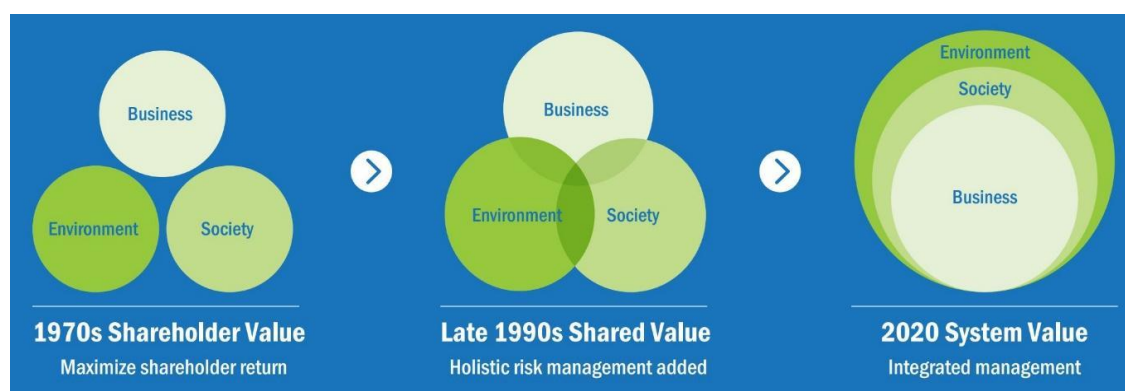 Business
Environment
Society
1970s Shareholder Value
Maximize shareholder return
Business
Environment
Society
Late 1990s Shared Value
Holistic risk management added
Environment
Society
Business
2020 System Value
Integrated management